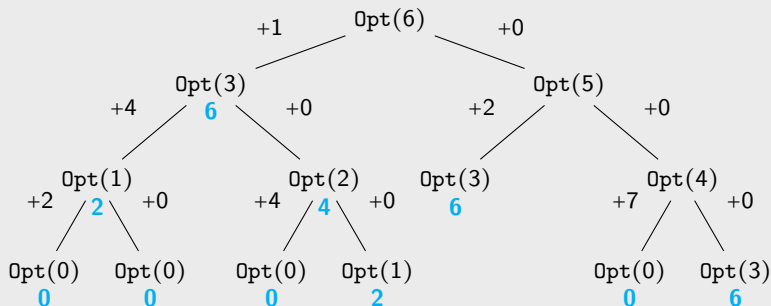 Opt(6)
+1 +0
Opt(3) Opt(5)
6
+4 +0 +2 +0
Opt(1) Opt(2) Opt(3) Opt(4)
2 4 6
+2 +0 +4 +0 +7 +0
Opt(0) Opt(0) Opt(0) Opt(1) Opt(0) Opt(3)
0 0 0 2 0 6